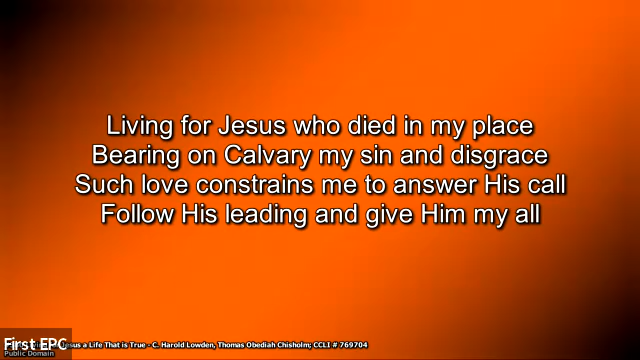 Living for Jesus who died in my place
Bearing on Calvary my sin and disgrace
Such love constrains me to answer His call
Follow His leading and give Him my all
First EPC
Jesus a Life That is True - C. Harold Lowden, Thomas Obediah Chisholm; CCLI # 769704
Public Domain